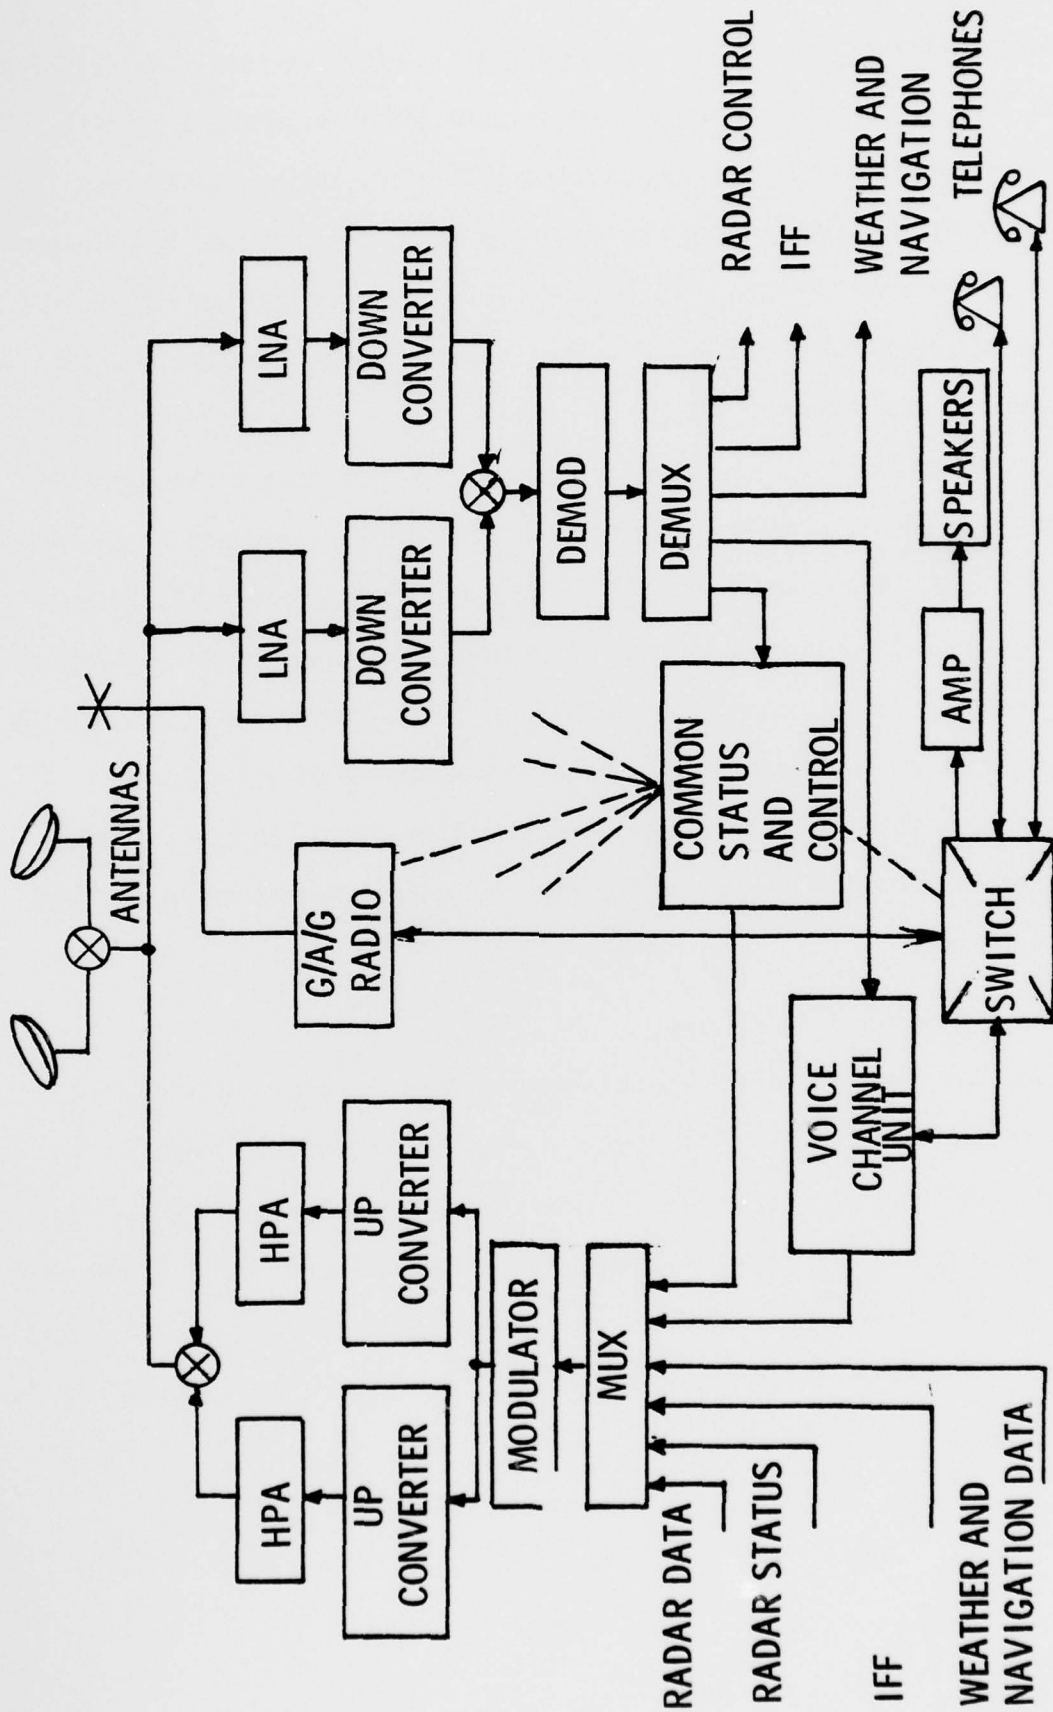 ANTENNAS
HPA
HPA
G/A/G
RADIO
LNA
LNA
UP
CONVERTER
UP
CONVERTER
DOWN
CONVERTER
DOWN
CONVERTER
MODULATOR
DEMOD
MUX
DEMUX
COMMON
STATUS
AND
CONTROL
RADAR DATA
RADAR STATUS
IFF
WEATHER AND
NAVIGATION DATA
VOICE
CHANNEL
UNIT
SWITCH
AMP
SPEAKERS
RADAR CONTROL
IFF
WEATHER AND
NAVIGATION
TELEPHONES